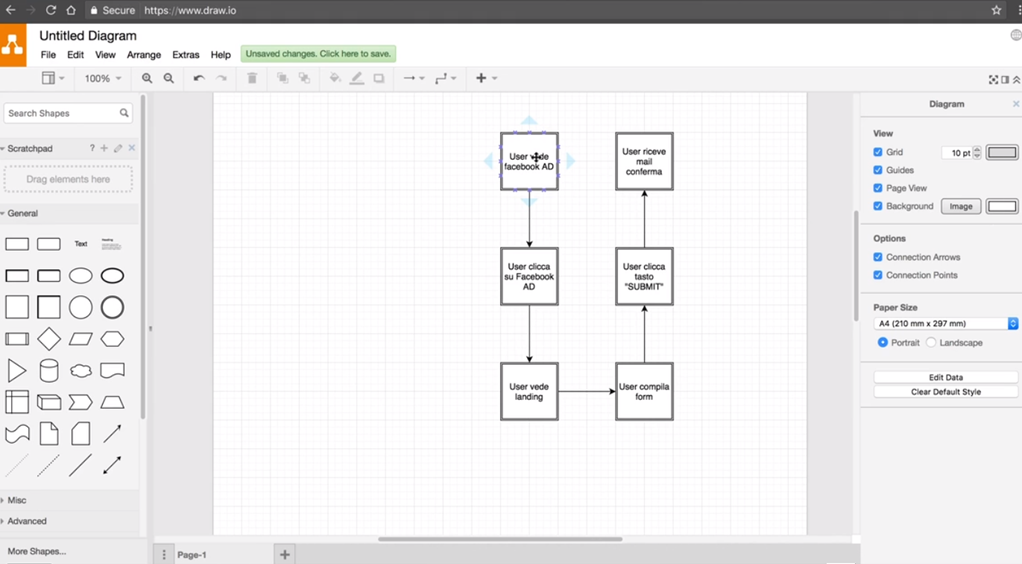 Secure https://www.draw.io
Untitled Diagram
File Edit View Arrange Extras Help Unsaved changes. Click here to save.
100%
Search Shapes
Scratchpad ?
Drag elements here
General
Text Heading
Misc
Advanced
More Shapes...
User vede
facebook AD
User clicca
su Facebook
AD
User vede
landing
User compila
form
User clicca
tasto
"SUBMIT"
User riceve
mail
conferma
Page-1
Diagram
View
Grid 10 pt
Guides
Page View
Background Image
Options
Connection Arrows
Connection Points
Paper Size
A4 (210 mm x 297 mm)
Portrait Landscape
Edit Data
Clear Default Style